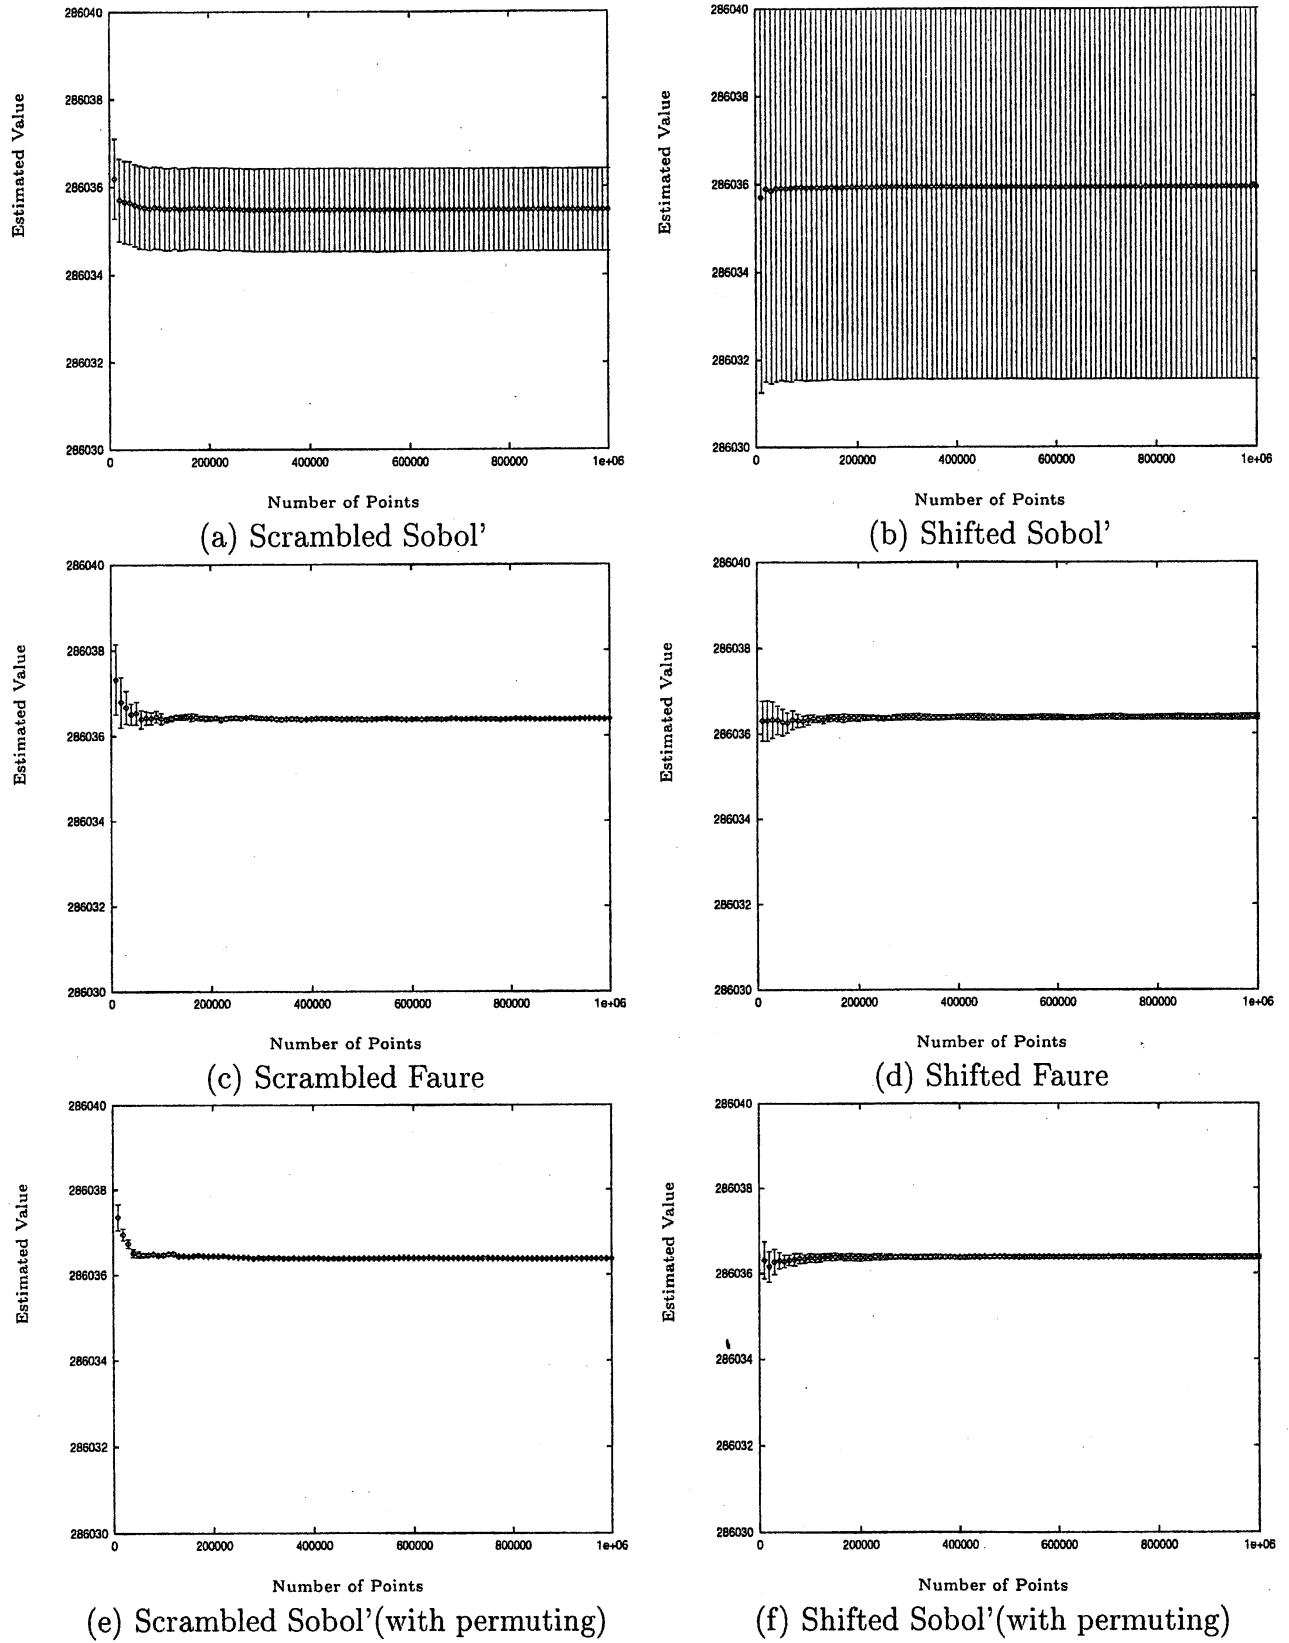 286040
286038
286036
286034
286032
286030
Estimated Value
0
200000
400000
600000
800000
1e+06
Number of Points
(a) Scrambled Sobol'
286040
286038
286036
286034
286032
286030
Estimated Value
0
200000
400000
600000
800000
1e+06
Number of Points
(b) Shifted Sobol'
286040
286038
286036
286034
286032
286030
Estimated Value
0
200000
400000
600000
800000
1e+06
Number of Points
(c) Scrambled Faure
286040
286038
286036
286034
286032
286030
Estimated Value
0
200000
400000
600000
800000
1e+06
Number of Points
(d) Shifted Faure
286040
286038
286036
286034
286032
286030
Estimated Value
0
200000
400000
600000
800000
1e+06
Number of Points
(e) Scrambled Sobol'(with permuting)
286040
286038
286036
286034
286032
286030
Estimated Value
0
200000
400000
600000
800000
1e+06
Number of Points
(f) Shifted Sobol'(with permuting)